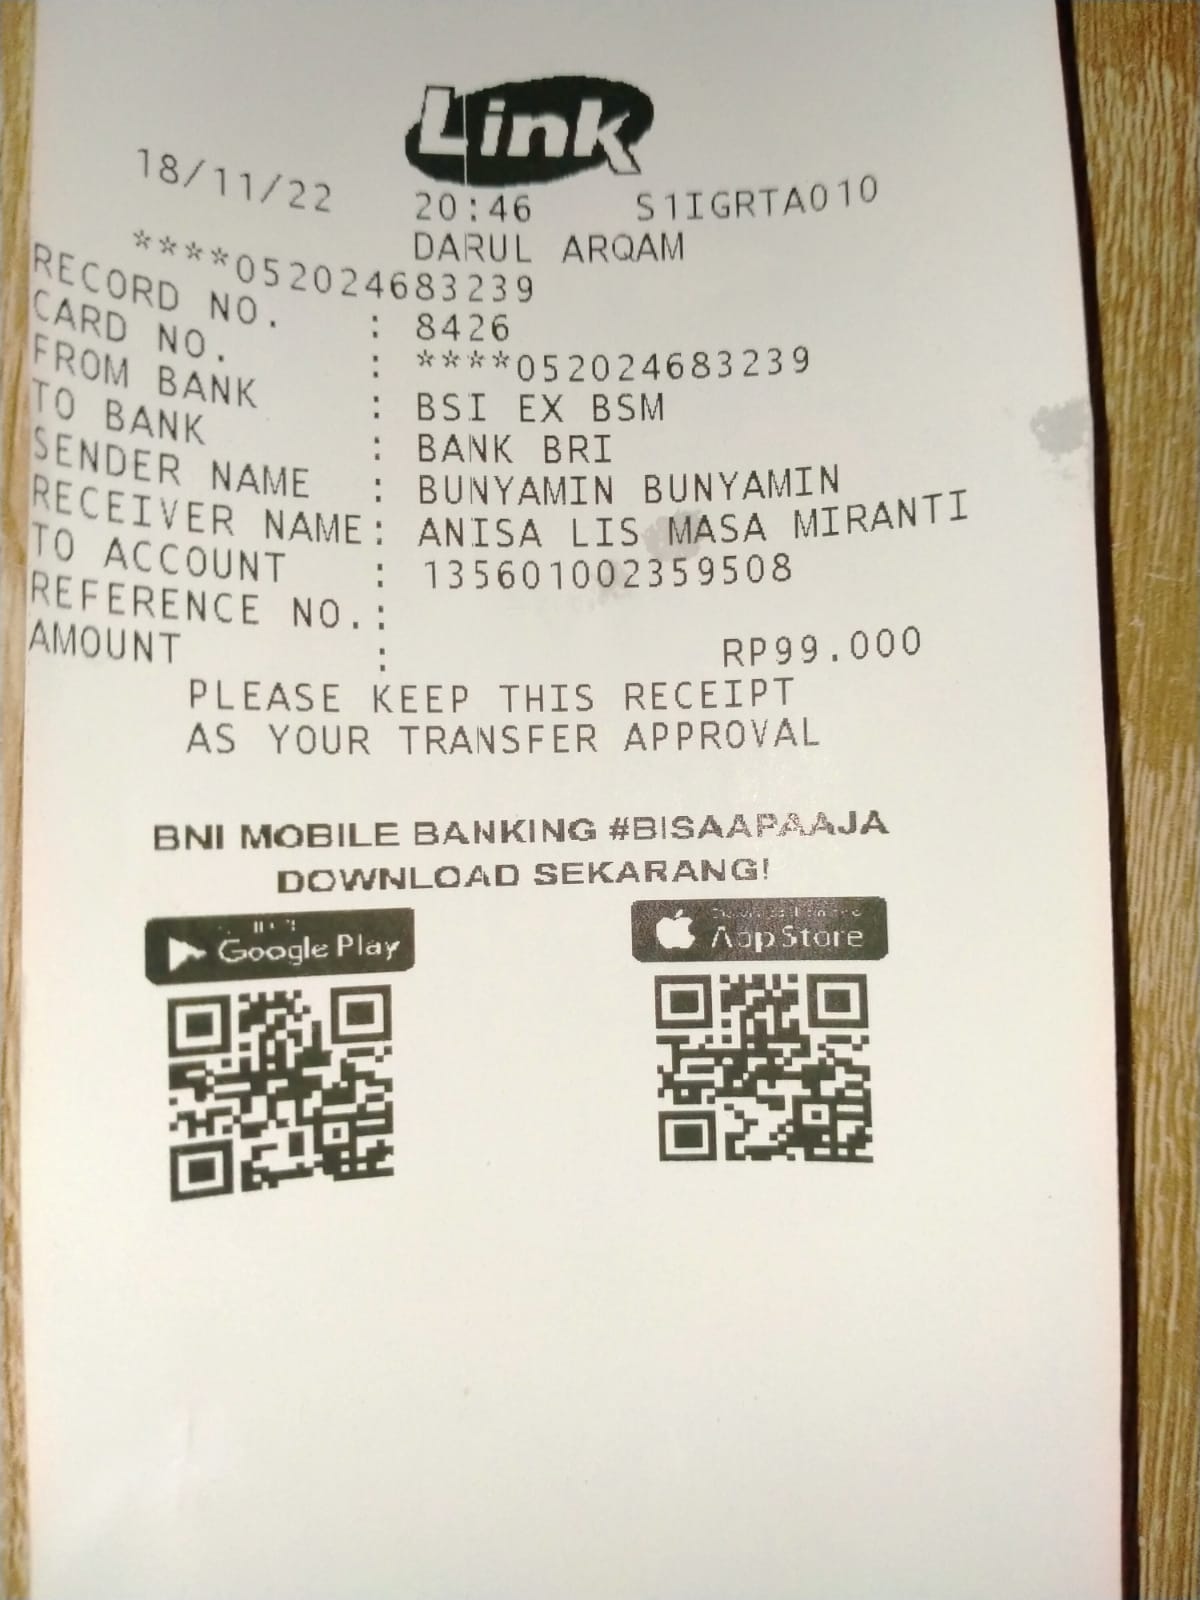 Link
18/11/22 20:46 S1IGRTA010
DARUL ARQAM
****052024683239
RECORD NO. : 8426
CARD NO. : ****052024683239
FROM BANK : BSI EX BSM
TO BANK : BANK BRI
SENDER NAME : BUNYAMIN BUNYAMIN
RECEIVER NAME: ANISA LIS MASA MIRANTI
TO ACCOUNT : 135601002359508
REFERENCE NO.:
AMOUNT : RP99.000
PLEASE KEEP THIS RECEIPT
AS YOUR TRANSFER APPROVAL
BNI MOBILE BANKING #BISAAPAAJA
DOWNLOAD SEKARANG!
Google Play
App Store